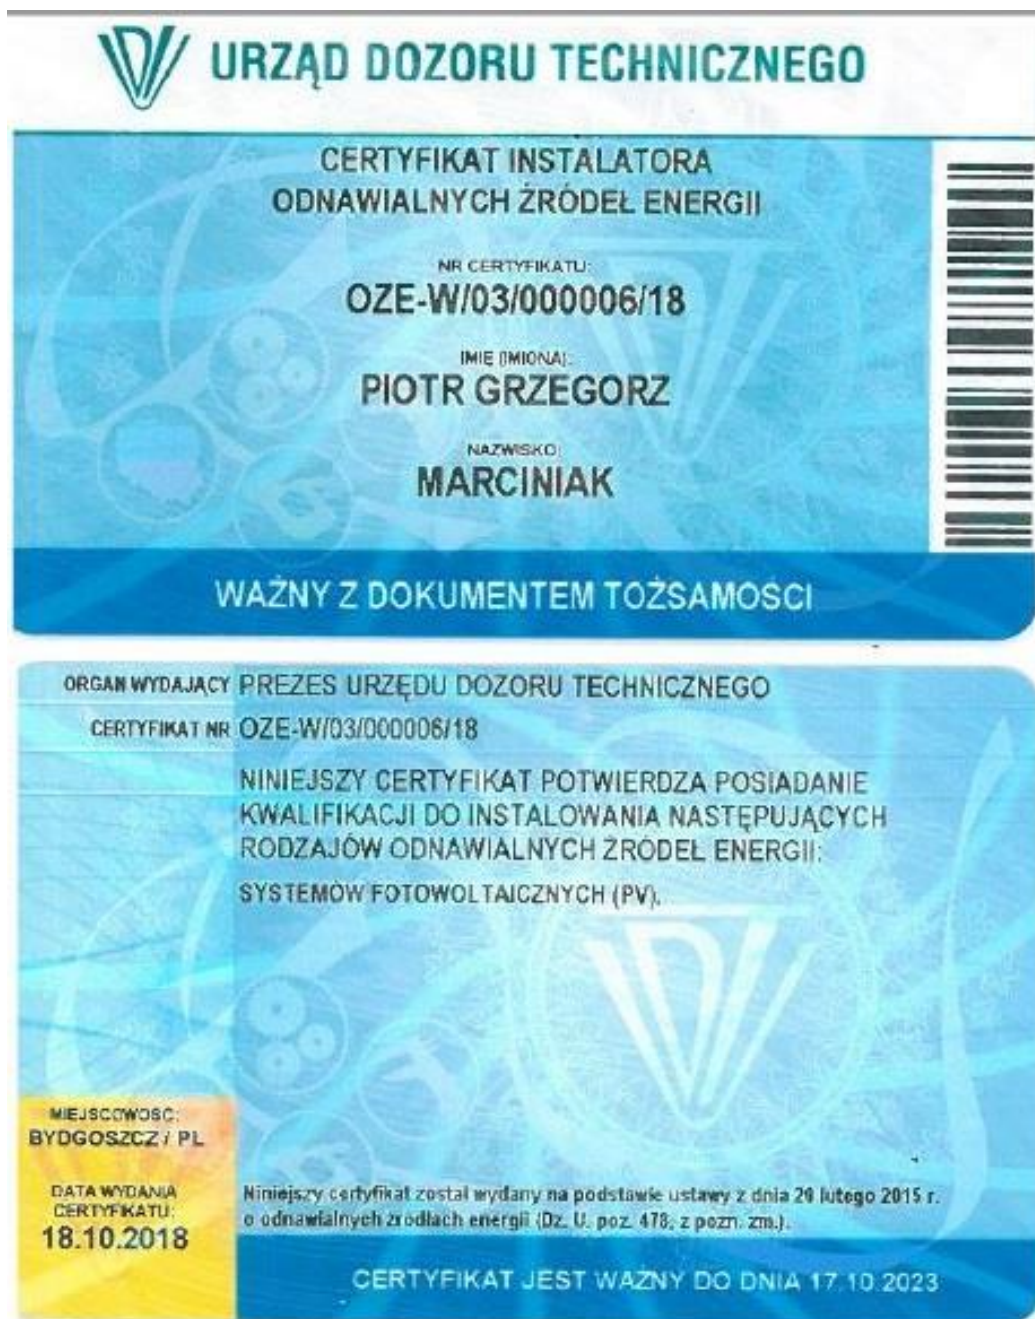 URZĄD DOZORU TECHNICZNEGO
CERTYFIKAT INSTALATORA
ODNAWIALNYCH ŹRÓDEŁ ENERGII
NR CERTYFIKATU:
OZE-W/03/000006/18
IMIĘ (IMIONA):
PIOTR GRZEGORZ
NAZWISKO:
MARCINIAK
WAŻNY Z DOKUMENTEM TOŻSAMOŚCI
ORGAN WYDAJĄCY PREZES URZĘDU DOZORU TECHNICZNEGO
CERTYFIKAT NR OZE-W/03/000006/18
NINIEJSZY CERTYFIKAT POTWIERDZA POSIADANIE
KWALIFIKACJI DO INSTALOWANIA NASTĘPUJĄCYCH
RODZAJÓW ODNAWIALNYCH ŹRÓDEŁ ENERGII:
SYSTEMÓW FOTOWOLTAICZNYCH (PV).
MIEJSCOWOŚĆ:
BYDGOSZCZ / PL
DATA WYDANIA
CERTYFIKATU:
18.10.2018
Niniejszy certyfikat został wydany na podstawie ustawy z dnia 20 lutego 2015 r.
o odnawialnych źródłach energii (Dz. U. poz. 478, z późn. zm.).
CERTYFIKAT JEST WAŻNY DO DNIA 17.10.2023